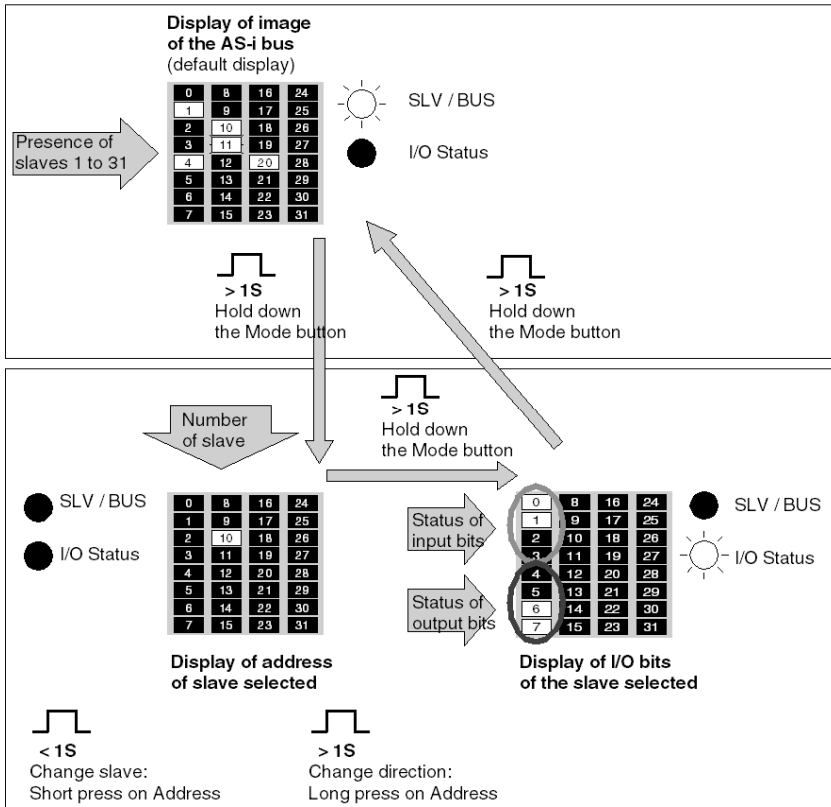 Display of image
of the AS-i bus
(default display)
0 8 16 24
1 9 17 25
2 10 18 26
3 11 19 27
4 12 20 28
5 13 21 29
6 14 22 30
7 15 23 31
SLV / BUS
I/O Status
Presence of
slaves 1 to 31
> 1S
Hold down
the Mode button
> 1S
Hold down
the Mode button
> 1S
Hold down
the Mode button
Number
of slave
SLV / BUS
I/O Status
0 8 16 24
1 9 17 25
2 10 18 26
3 11 19 27
4 12 20 28
5 13 21 29
6 14 22 30
7 15 23 31
Display of address
of slave selected
Status of
input bits
Status of
output bits
0 8 16 24
1 9 17 25
2 10 18 26
3 11 19 27
4 12 20 28
5 13 21 29
6 14 22 30
7 15 23 31
SLV / BUS
I/O Status
Display of I/O bits
of the slave selected
< 1S
Change slave:
Short press on Address
> 1S
Change direction:
Long press on Address